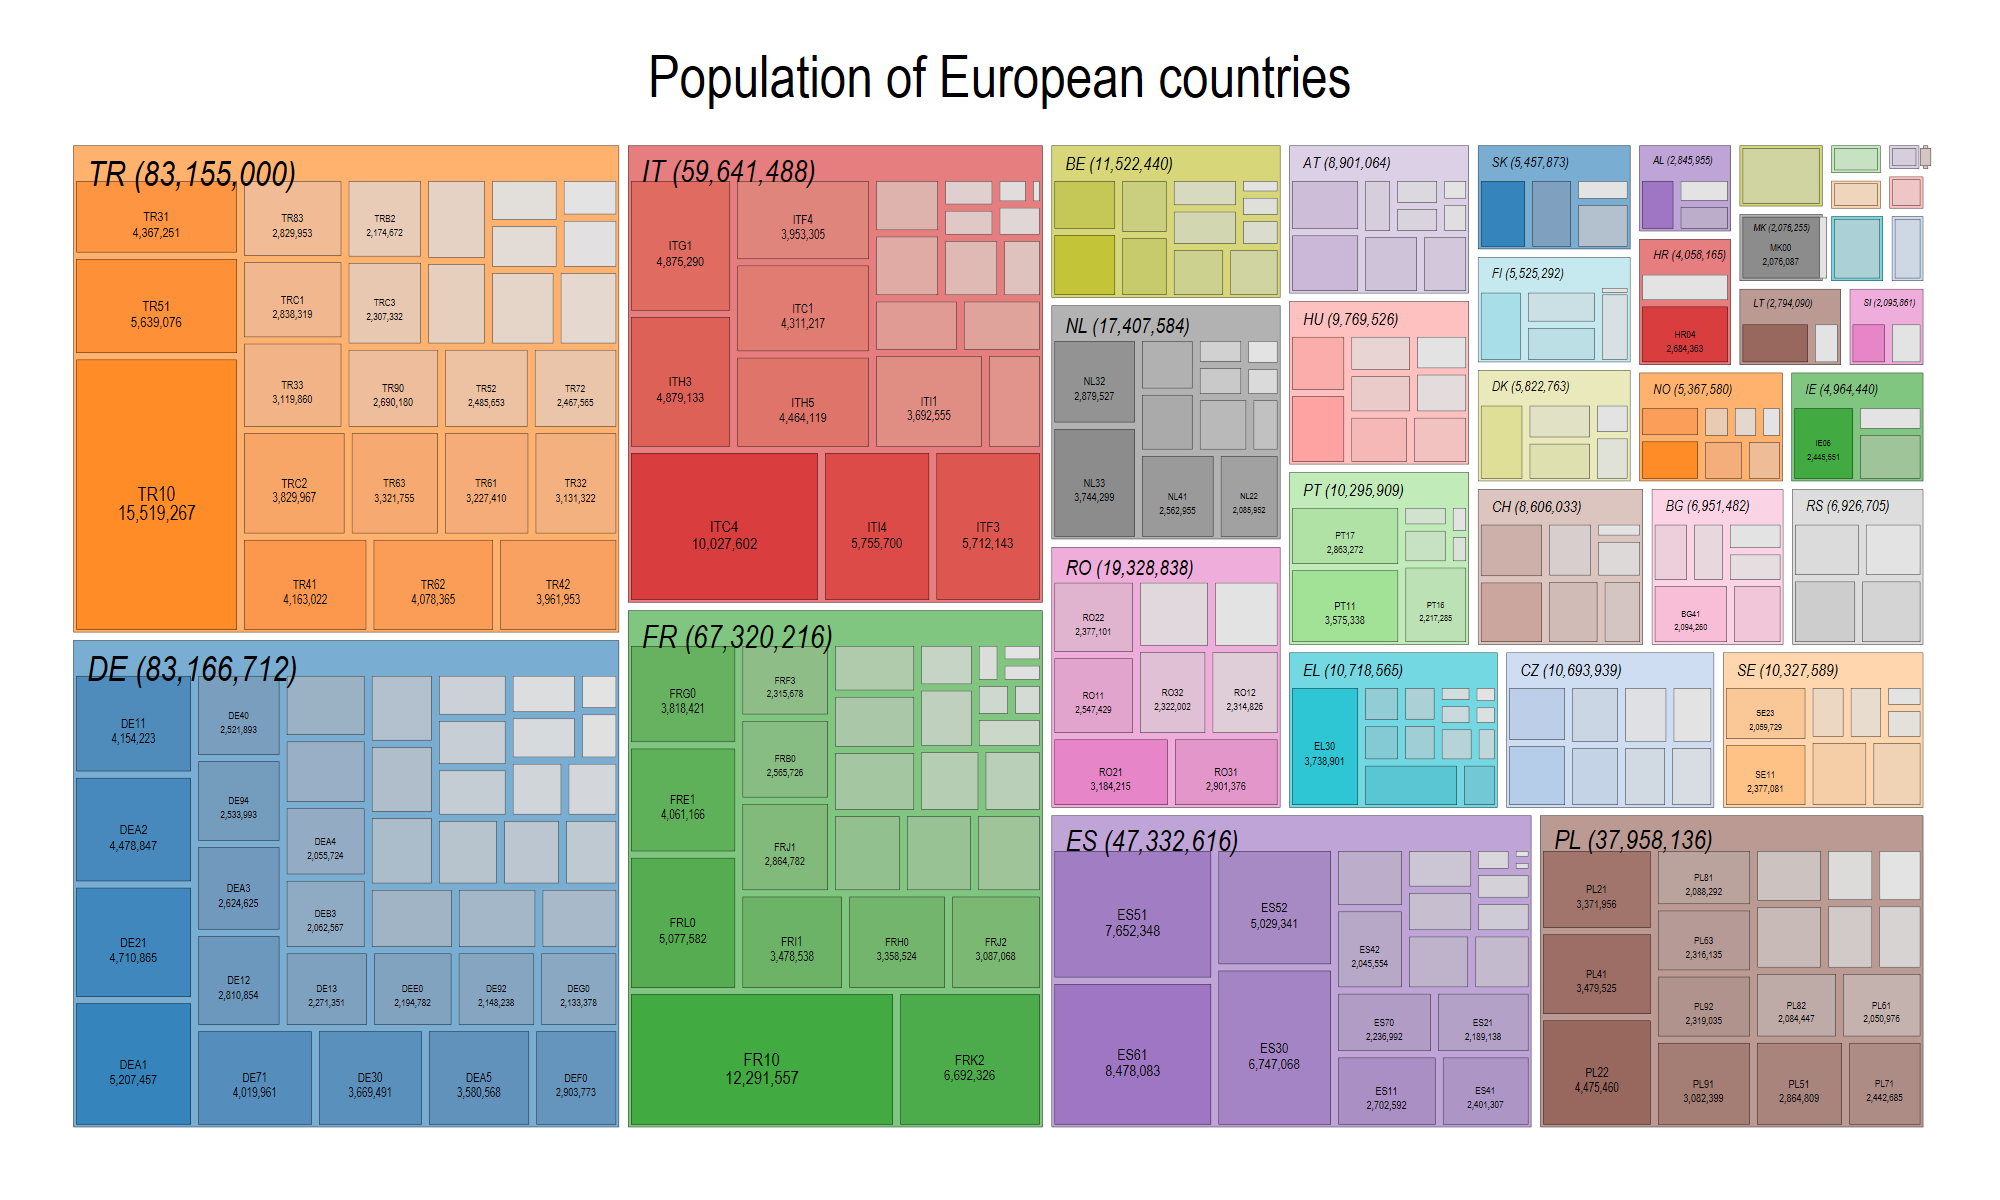 Population of European countries
TR (83,155,000)
TR31
4,367,251
TR51
5,639,076
TR10
15,519,267
TR83
2,829,953
TRB2
2,174,672
TRC1
2,838,319
TRC3
2,307,332
TR33
3,119,860
TR90
2,690,180
TR52
2,485,653
TR72
2,467,565
TRC2
3,829,967
TR63
3,321,755
TR61
3,227,410
TR32
3,131,322
TR41
4,163,022
TR62
4,078,365
TR42
3,961,953
DE (83,166,712)
DE11
4,154,223
DEA2
4,478,847
DE21
4,710,865
DEA1
5,207,457
DE40
2,521,893
DE94
2,533,993
DEA3
2,624,625
DE12
2,810,854
DEA4
2,055,724
DEB3
2,062,567
DE13
2,271,351
DEE0
2,194,782
DE92
2,148,238
DEG0
2,133,378
DE71
4,019,961
DE30
3,669,491
DEA5
3,580,568
DEF0
2,903,773
IT (59,641,488)
ITG1
4,875,290
ITH3
4,879,133
ITF4
3,953,305
ITC1
4,311,217
ITH5
4,464,119
ITI1
3,692,555
ITC4
10,027,602
ITI4
5,755,700
ITF3
5,712,143
FR (67,320,216)
FRG0
3,818,421
FRE1
4,061,166
FRL0
5,077,582
FRF3
2,315,678
FRB0
2,565,726
FRJ1
2,864,782
FRI1
3,478,538
FRH0
3,358,524
FRJ2
3,087,068
FR10
12,291,557
FRK2
6,692,326
BE (11,522,440)
NL (17,407,584)
NL32
2,879,527
NL33
3,744,299
NL41
2,562,955
NL22
2,085,952
RO (19,328,838)
RO22
2,377,101
RO11
2,547,429
RO32
2,322,002
RO12
2,314,826
RO21
3,184,215
RO31
2,901,376
AT (8,901,064)
HU (9,769,526)
PT (10,295,909)
PT17
2,863,272
PT11
3,575,338
PT16
2,217,285
EL (10,718,565)
EL30
3,738,901
CZ (10,693,939)
SE (10,327,589)
SE23
2,059,729
SE11
2,377,081
SK (5,457,873)
FI (5,525,292)
DK (5,822,763)
CH (8,606,033)
BG (6,951,482)
BG41
2,094,260
RS (6,926,705)
AL (2,845,955)
HR (4,058,165)
HR04
2,684,363
NO (5,367,580)
IE (4,964,440)
IE06
2,445,551
MK (2,076,255)
MK00
2,076,087
LT (2,794,090)
SI (2,095,861)
ES (47,332,616)
ES51
7,652,348
ES52
5,029,341
ES61
8,478,083
ES30
6,747,068
ES42
2,045,554
ES70
2,236,992
ES21
2,189,138
ES11
2,702,592
ES41
2,401,307
PL (37,958,136)
PL21
3,371,956
PL41
3,479,525
PL22
4,475,460
PL81
2,088,292
PL63
2,316,135
PL92
2,319,035
PL82
2,084,447
PL61
2,050,976
PL91
3,082,399
PL51
2,864,809
PL71
2,442,685